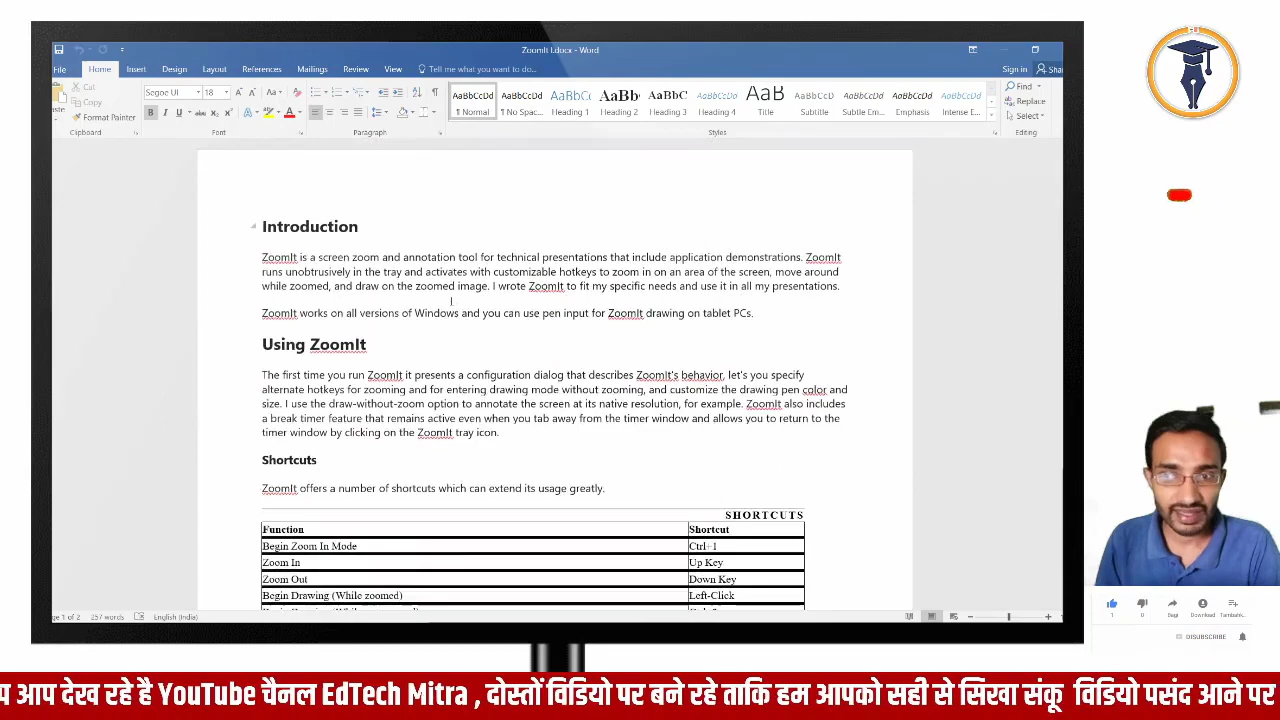 ZoomIt.docx - Word
File Home Insert Design Layout References Mailings Review View Tell me what you want to do... Sign in Shar
Cut
Copy
Format Painter
Clipboard
Segoe UI 18
Font
Paragraph
AaBbCcDd AaBbCcDd AaBbCc AaBb AaBbC AaBbCcDd AaB AaBbCcD AaBbCcDd AaBbCcDd AaBbCcDd
¶ Normal ¶ No Spac... Heading 1 Heading 2 Heading 3 Heading 4 Title Subtitle Subtle Em... Emphasis Intense E...
Styles
Find
Replace
Select
Editing
Introduction
ZoomIt is a screen zoom and annotation tool for technical presentations that include application demonstrations. ZoomIt
runs unobtrusively in the tray and activates with customizable hotkeys to zoom in on an area of the screen, move around
while zoomed, and draw on the zoomed image. I wrote ZoomIt to fit my specific needs and use it in all my presentations.
ZoomIt works on all versions of Windows and you can use pen input for ZoomIt drawing on tablet PCs.
Using ZoomIt
The first time you run ZoomIt it presents a configuration dialog that describes ZoomIt's behavior, let's you specify
alternate hotkeys for zooming and for entering drawing mode without zooming, and customize the drawing pen color and
size. I use the draw-without-zoom option to annotate the screen at its native resolution, for example. ZoomIt also includes
a break timer feature that remains active even when you tab away from the timer window and allows you to return to the
timer window by clicking on the ZoomIt tray icon.
Shortcuts
ZoomIt offers a number of shortcuts which can extend its usage greatly.
SHORTCUTS
Function Shortcut
Begin Zoom In Mode Ctrl+1
Zoom In Up Key
Zoom Out Down Key
Begin Drawing (While zoomed) Left-Click
ge 1 of 2 257 words English (India)
1 0 Bagi Download Tambahk...
DISUBSCRIBE
प आप देख रहे है YouTube चैनल EdTech Mitra , दोस्तों विडियो पर बने रहे ताकि हम आपको सही से सिखा संकू विडियो पसंद आने पर